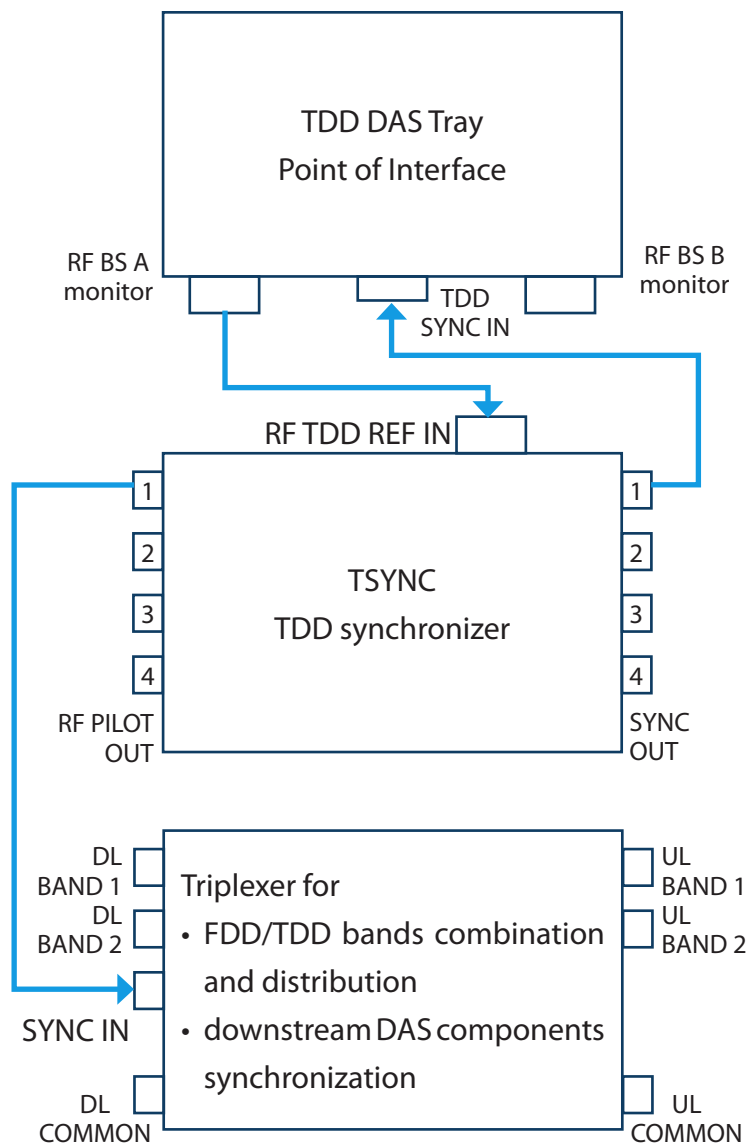 TDD DAS Tray
Point of Interface
RF BS A
monitor
TDD
SYNC IN
RF BS B
monitor
RF TDD REF IN
1
2
3
4
RF PILOT
OUT
TSYNC
TDD synchronizer
1
2
3
4
SYNC
OUT
DL
BAND 1
DL
BAND 2
SYNC IN
DL
COMMON
Triplexer for
• FDD/TDD bands combination
and distribution
• downstream DAS components
synchronization
UL
BAND 1
UL
BAND 2
UL
COMMON